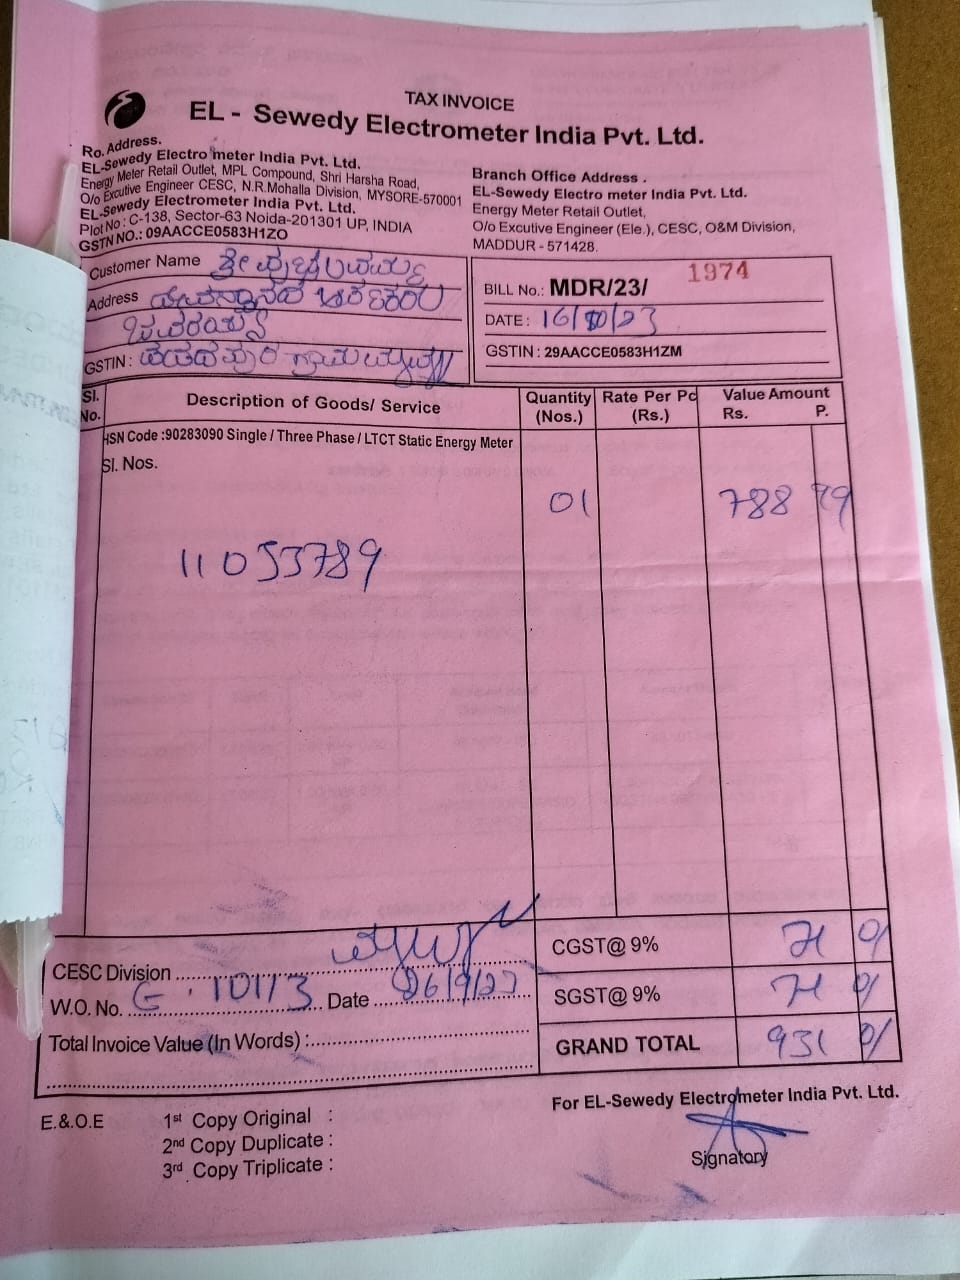 TAX INVOICE
EL - Sewedy Electrometer India Pvt. Ltd.
Ro. Address.
EL-Sewedy Electro meter India Pvt. Ltd.
Energy Meter Retail Outlet, MPL Compound, Shri Harsha Road,
O/o Excutive Engineer CESC, N.R.Mohalla Division, MYSORE-570001
EL-Sewedy Electrometer India Pvt. Ltd.
Plot No : C-138, Sector-63 Noida-201301 UP, INDIA
GSTN NO.: 09AACCE0583H1ZO
Branch Office Address .
EL-Sewedy Electro meter India Pvt. Ltd.
Energy Meter Retail Outlet,
O/o Excutive Engineer (Ele.), CESC, O&M Division,
MADDUR - 571428.
Customer Name ಶ್ರೀ
Address
GSTIN : ಗ್ರಾಮ
1974
BILL No.: MDR/23/
DATE : 16/10/23
GSTIN : 29AACCE0583H1ZM
Sl. No. Description of Goods/ Service Quantity (Nos.) Rate Per Pc (Rs.) Value Amount Rs. P.
HSN Code :90283090 Single / Three Phase / LTCT Static Energy Meter
Sl. Nos.
01 788 99
11053789
CGST@ 9% 71 0/
CESC Division
SGST@ 9% 71 0/
W.O. No. G. 10113 Date 26/9/23
Total Invoice Value (In Words) :
GRAND TOTAL 931 0/
For EL-Sewedy Electrometer India Pvt. Ltd.
E.&.O.E 1st Copy Original :
2nd Copy Duplicate :
3rd Copy Triplicate :
Signatory